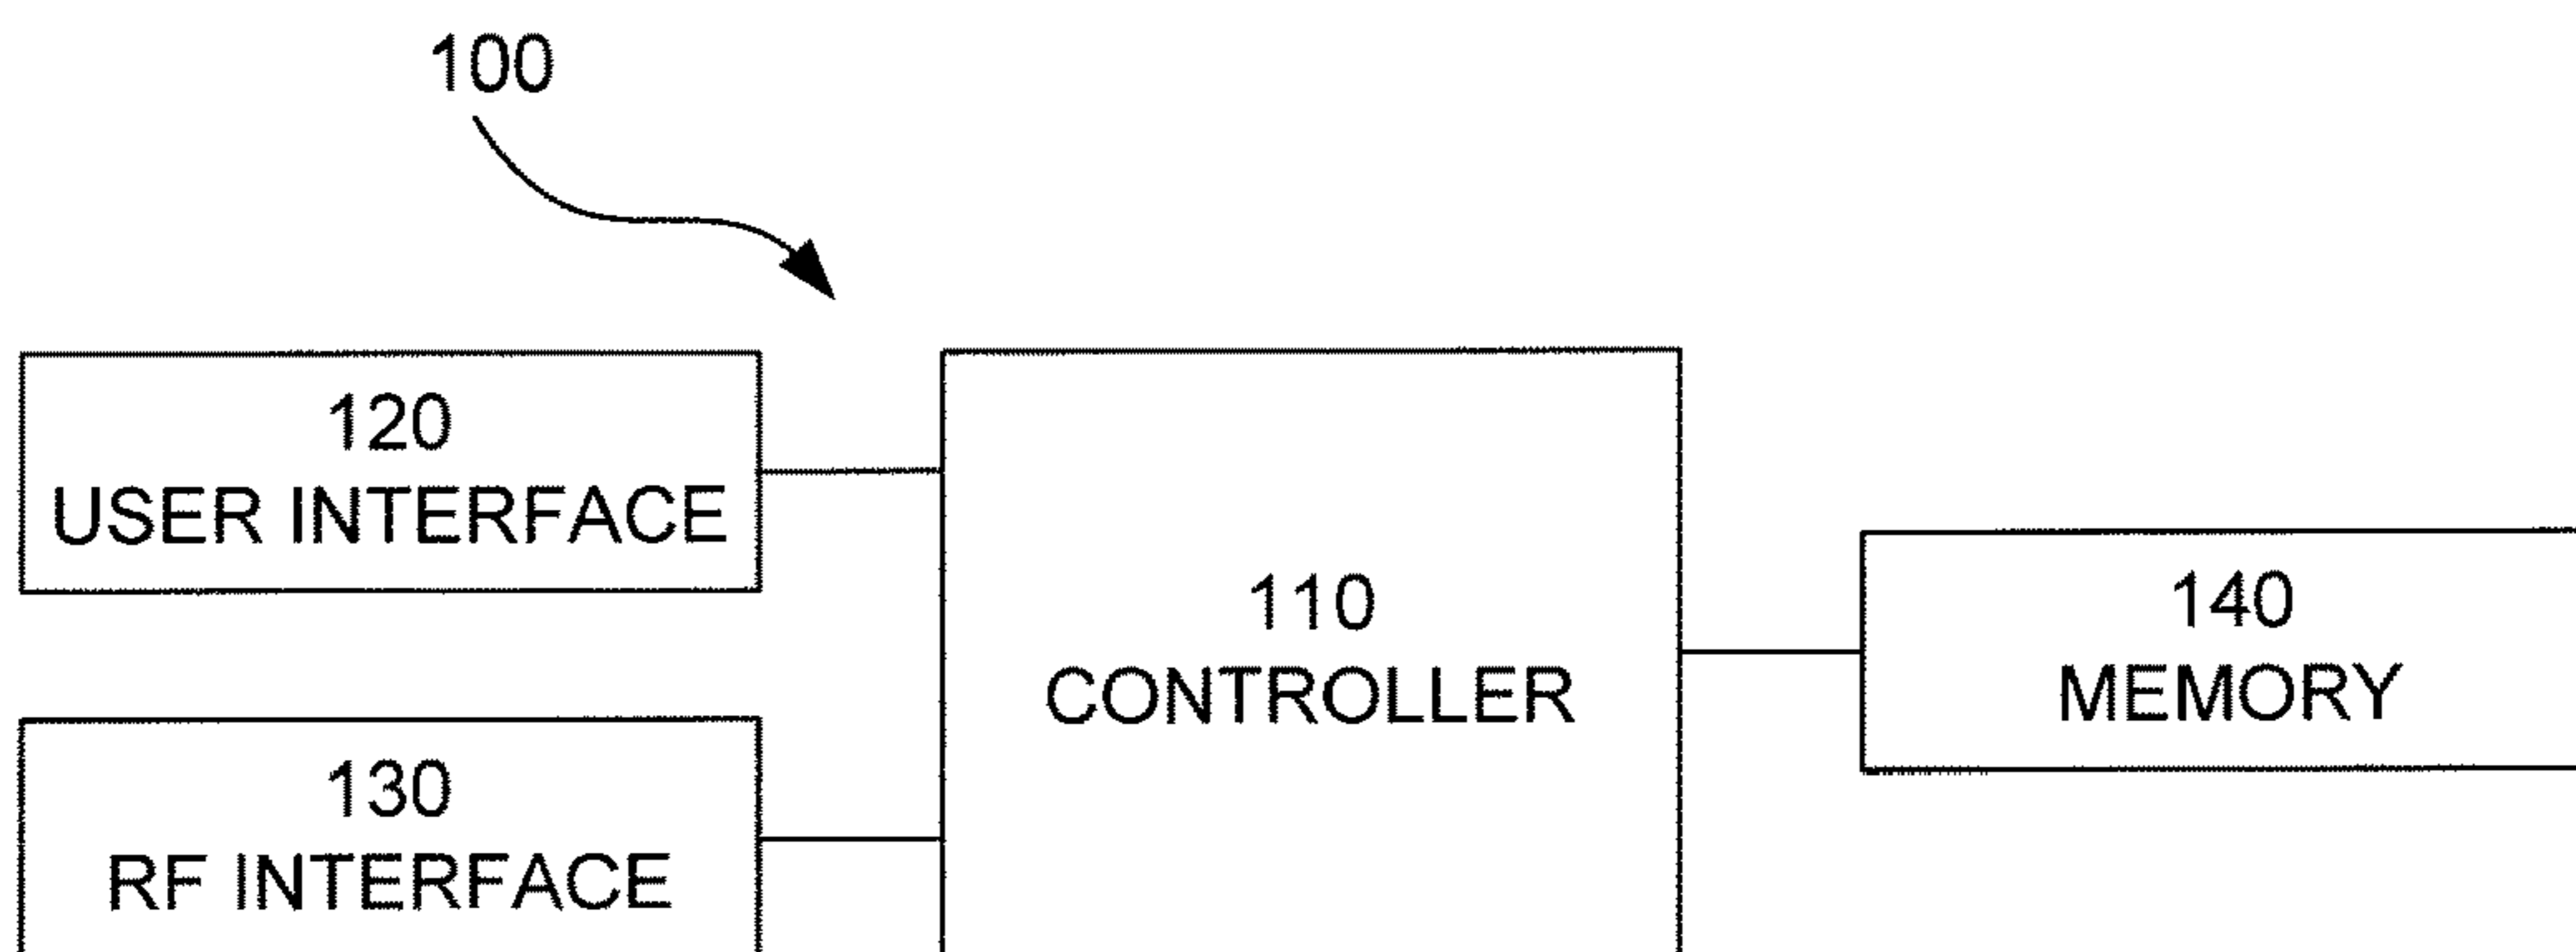 100
120
USER INTERFACE
110
CONTROLLER
140
MEMORY
130
RF INTERFACE